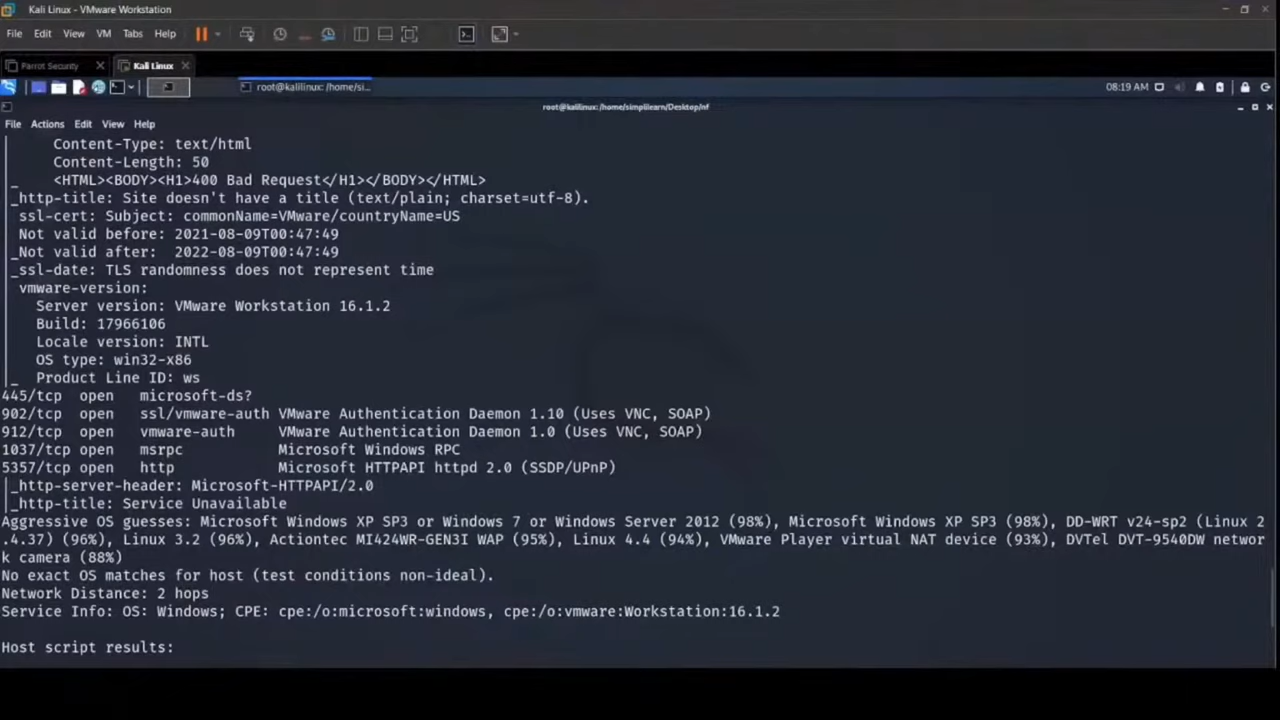 Kali Linux - VMware Workstation
File Edit View VM Tabs Help
Parrot Security Kali Linux
root@kalilinux: /home/si... 08:19 AM
root@kalilinux: /home/simplilearn/Desktop/nf
File Actions Edit View Help
|     Content-Type: text/html
|     Content-Length: 50
|_    <HTML><BODY><H1>400 Bad Request</H1></BODY></HTML>
|_http-title: Site doesn't have a title (text/plain; charset=utf-8).
| ssl-cert: Subject: commonName=VMware/countryName=US
| Not valid before: 2021-08-09T00:47:49
|_Not valid after:  2022-08-09T00:47:49
|_ssl-date: TLS randomness does not represent time
| vmware-version:
|   Server version: VMware Workstation 16.1.2
|   Build: 17966106
|   Locale version: INTL
|   OS type: win32-x86
|_  Product Line ID: ws
445/tcp  open   microsoft-ds?
902/tcp  open   ssl/vmware-auth VMware Authentication Daemon 1.10 (Uses VNC, SOAP)
912/tcp  open   vmware-auth     VMware Authentication Daemon 1.0 (Uses VNC, SOAP)
1037/tcp open   msrpc           Microsoft Windows RPC
5357/tcp open   http            Microsoft HTTPAPI httpd 2.0 (SSDP/UPnP)
|_http-server-header: Microsoft-HTTPAPI/2.0
|_http-title: Service Unavailable
Aggressive OS guesses: Microsoft Windows XP SP3 or Windows 7 or Windows Server 2012 (98%), Microsoft Windows XP SP3 (98%), DD-WRT v24-sp2 (Linux 2
.4.37) (96%), Linux 3.2 (96%), Actiontec MI424WR-GEN3I WAP (95%), Linux 4.4 (94%), VMware Player virtual NAT device (93%), DVTel DVT-9540DW networ
k camera (88%)
No exact OS matches for host (test conditions non-ideal).
Network Distance: 2 hops
Service Info: OS: Windows; CPE: cpe:/o:microsoft:windows, cpe:/o:vmware:Workstation:16.1.2
Host script results: